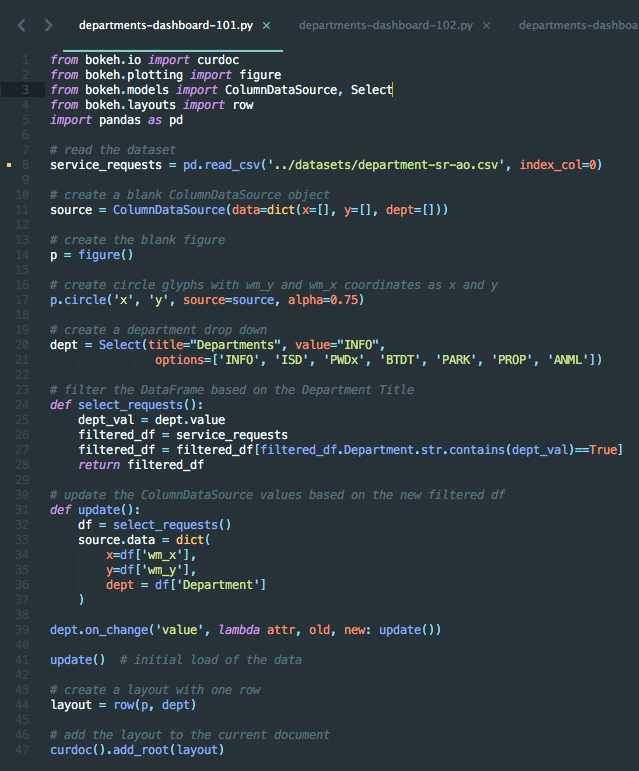 departments-dashboard-101.py × departments-dashboard-102.py × departments-dashboa
1 from bokeh.io import curdoc
2 from bokeh.plotting import figure
3 from bokeh.models import ColumnDataSource, Select
4 from bokeh.layouts import row
5 import pandas as pd
6
7 # read the dataset
8 service_requests = pd.read_csv('../datasets/department-sr-ao.csv', index_col=0)
9
10 # create a blank ColumnDataSource object
11 source = ColumnDataSource(data=dict(x=[], y=[], dept=[]))
12
13 # create the blank figure
14 p = figure()
15
16 # create circle glyphs with wm_y and wm_x coordinates as x and y
17 p.circle('x', 'y', source=source, alpha=0.75)
18
19 # create a department drop down
20 dept = Select(title="Departments", value="INFO",
21 options=['INFO', 'ISD', 'PWDx', 'BTDT', 'PARK', 'PROP', 'ANML'])
22
23 # filter the DataFrame based on the Department Title
24 def select_requests():
25 dept_val = dept.value
26 filtered_df = service_requests
27 filtered_df = filtered_df[filtered_df.Department.str.contains(dept_val)==True]
28 return filtered_df
29
30 # update the ColumnDataSource values based on the new filtered df
31 def update():
32 df = select_requests()
33 source.data = dict(
34 x=df['wm_x'],
35 y=df['wm_y'],
36 dept = df['Department']
37 )
38
39 dept.on_change('value', lambda attr, old, new: update())
40
41 update() # initial load of the data
42
43 # create a layout with one row
44 layout = row(p, dept)
45
46 # add the layout to the current document
47 curdoc().add_root(layout)